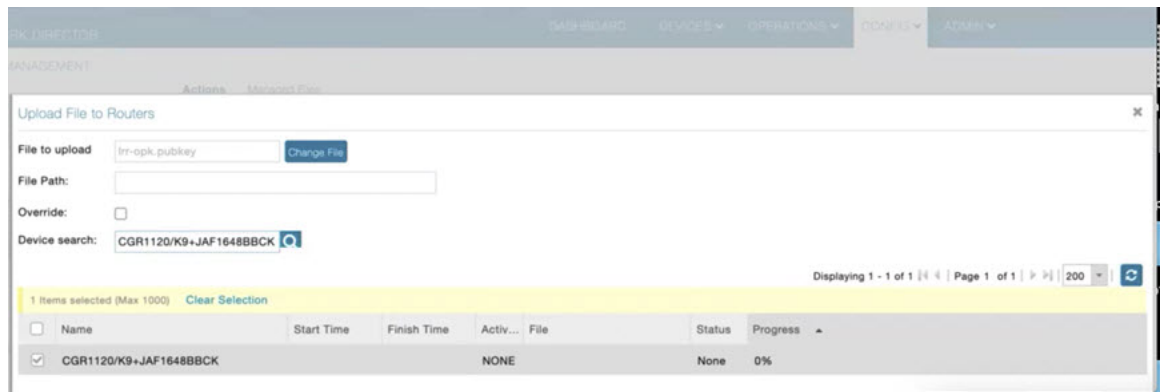 RK DIRECTOR
DASHBOARD DEVICES OPERATIONS CONFIG ADMIN
MANAGEMENT
Actions Managed Files
Upload File to Routers
File to upload lrr-opk.pubkey Change File
File Path:
Override:
Device search: CGR1120/K9+JAF1648BBCK
Displaying 1 - 1 of 1 Page 1 of 1 200
1 Items selected (Max 1000) Clear Selection
Name Start Time Finish Time Activ... File Status Progress
CGR1120/K9+JAF1648BBCK NONE None 0%